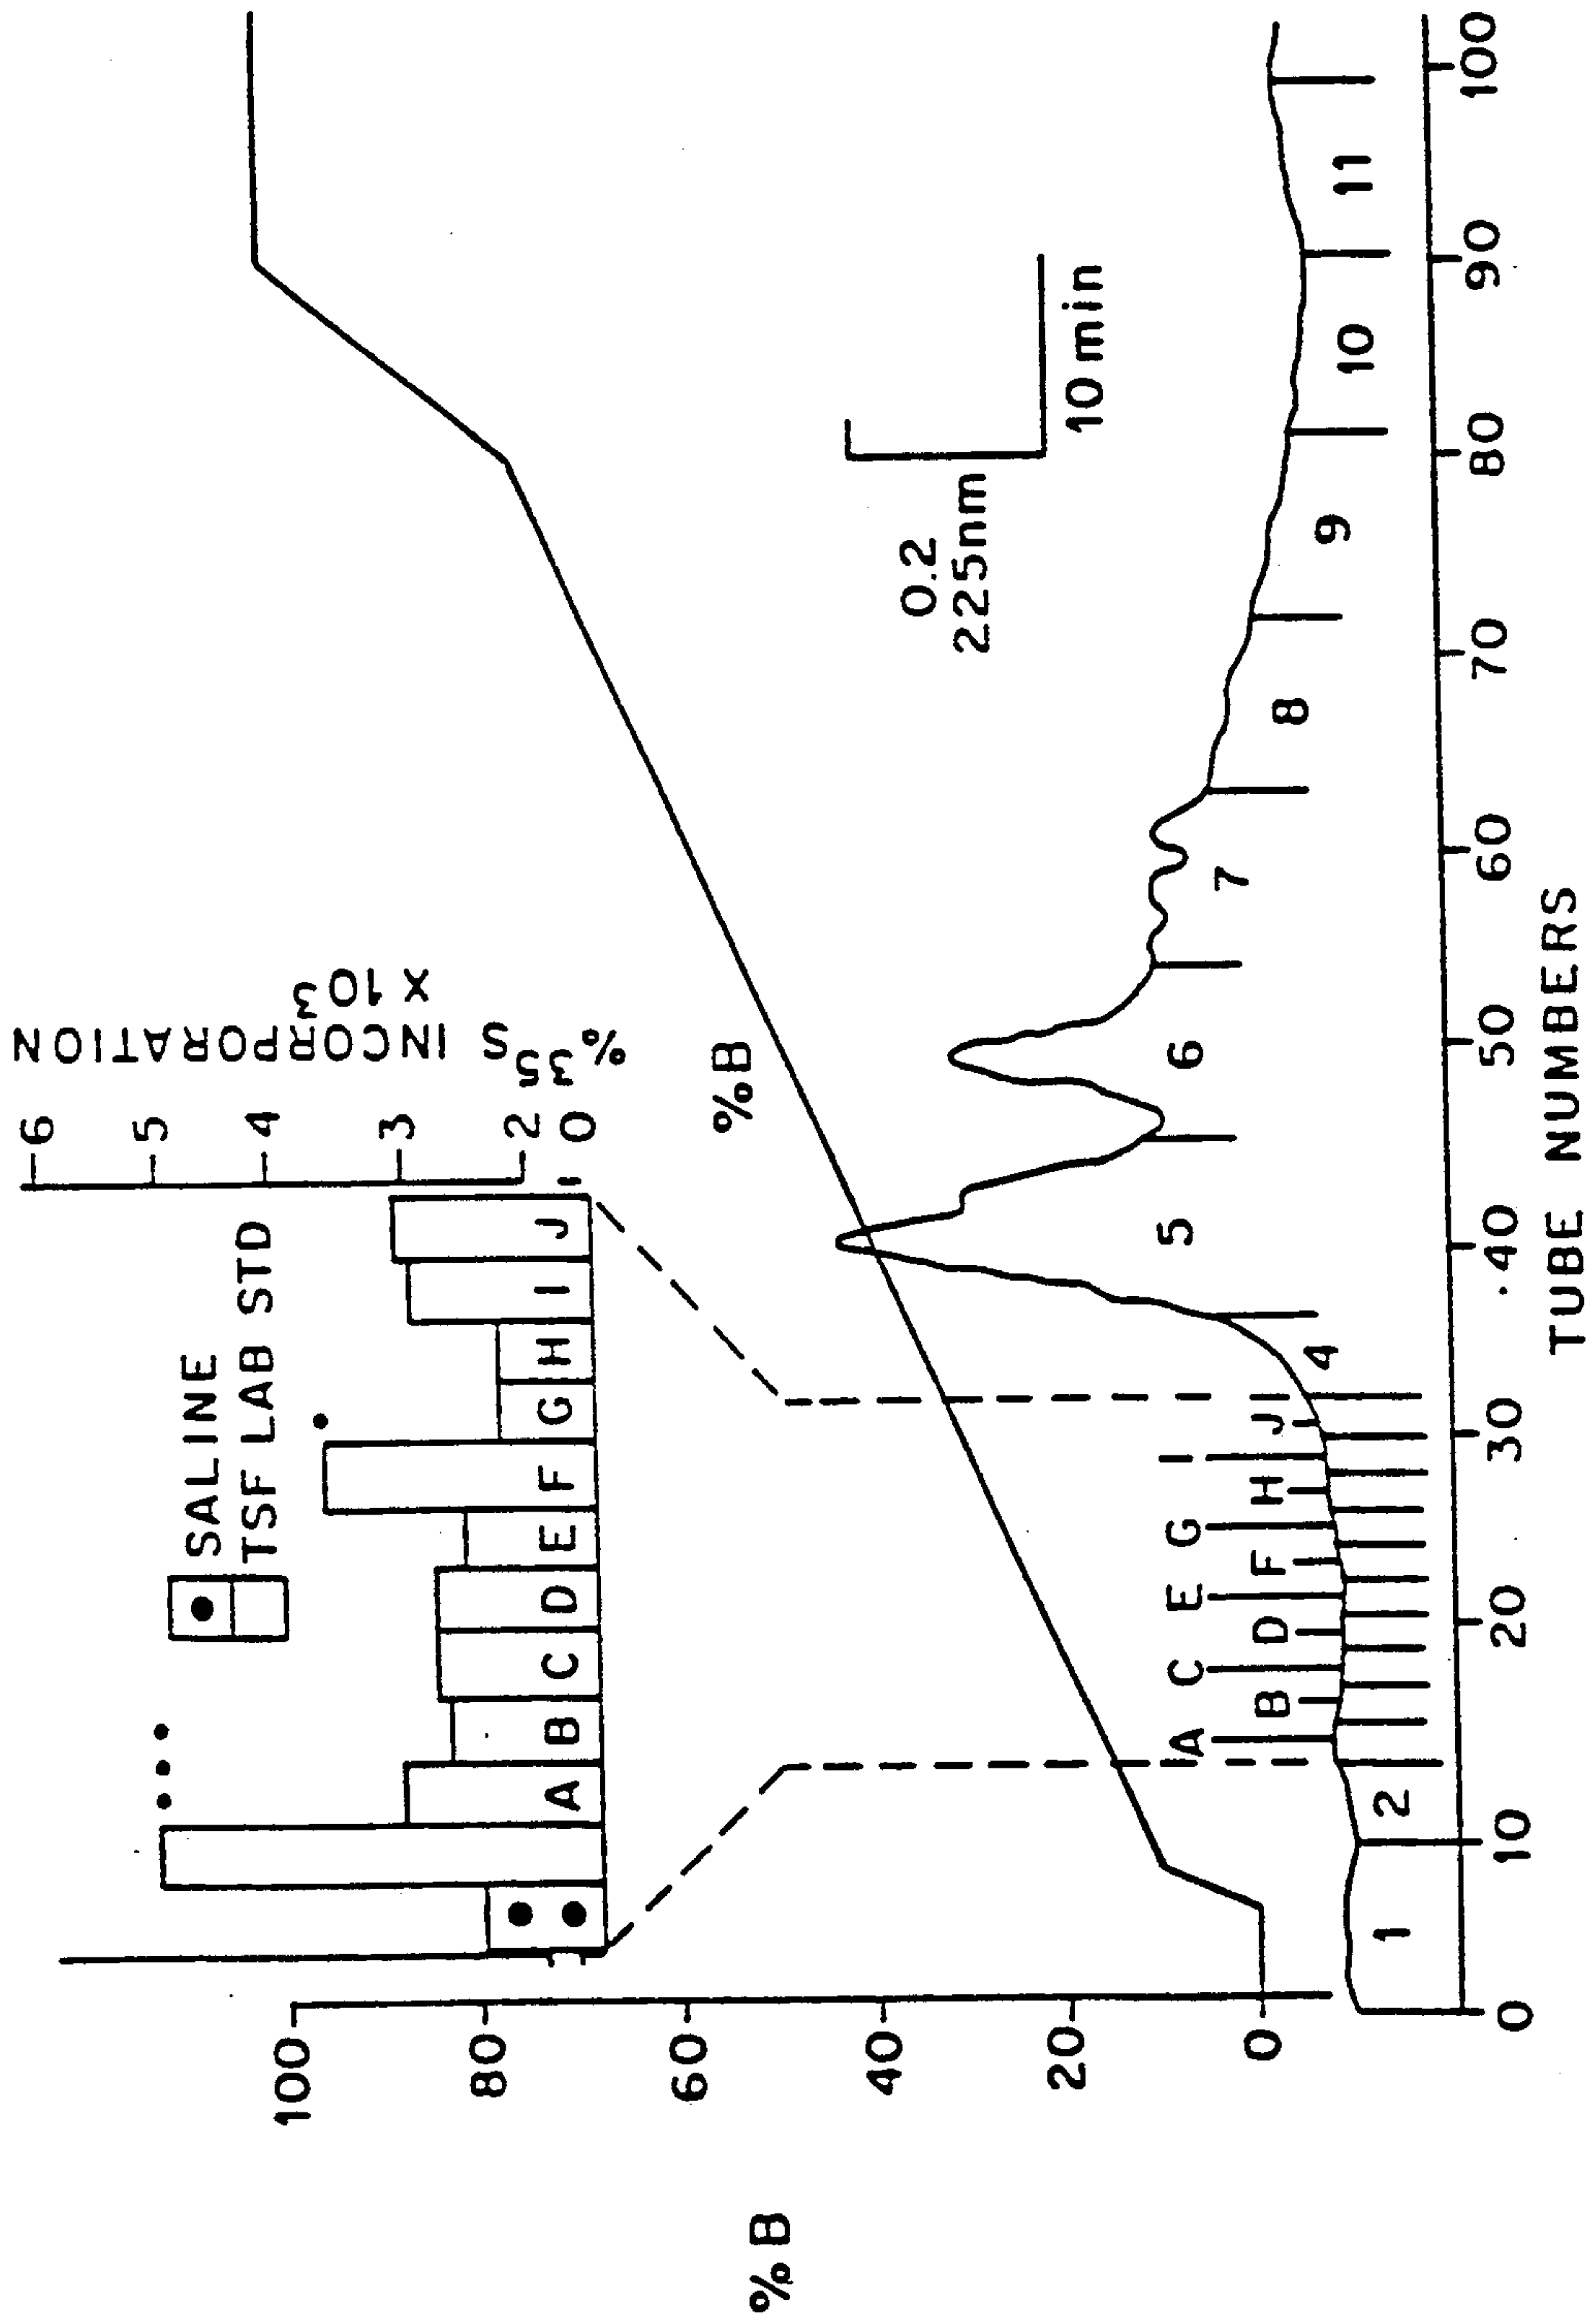 % 35S INCORPORATION
X 10³
6
5
4
3
2
0
SALINE
TSF LAB STD
A B C D E F G H I J
%B
%B
100
80
60
40
20
0
0.2
225nm
10 min
A B C D E F G H I J
1 2 4 5 6 7 8 9 10 11
0 10 20 30 40 50 60 70 80 90 100
TUBE NUMBERS